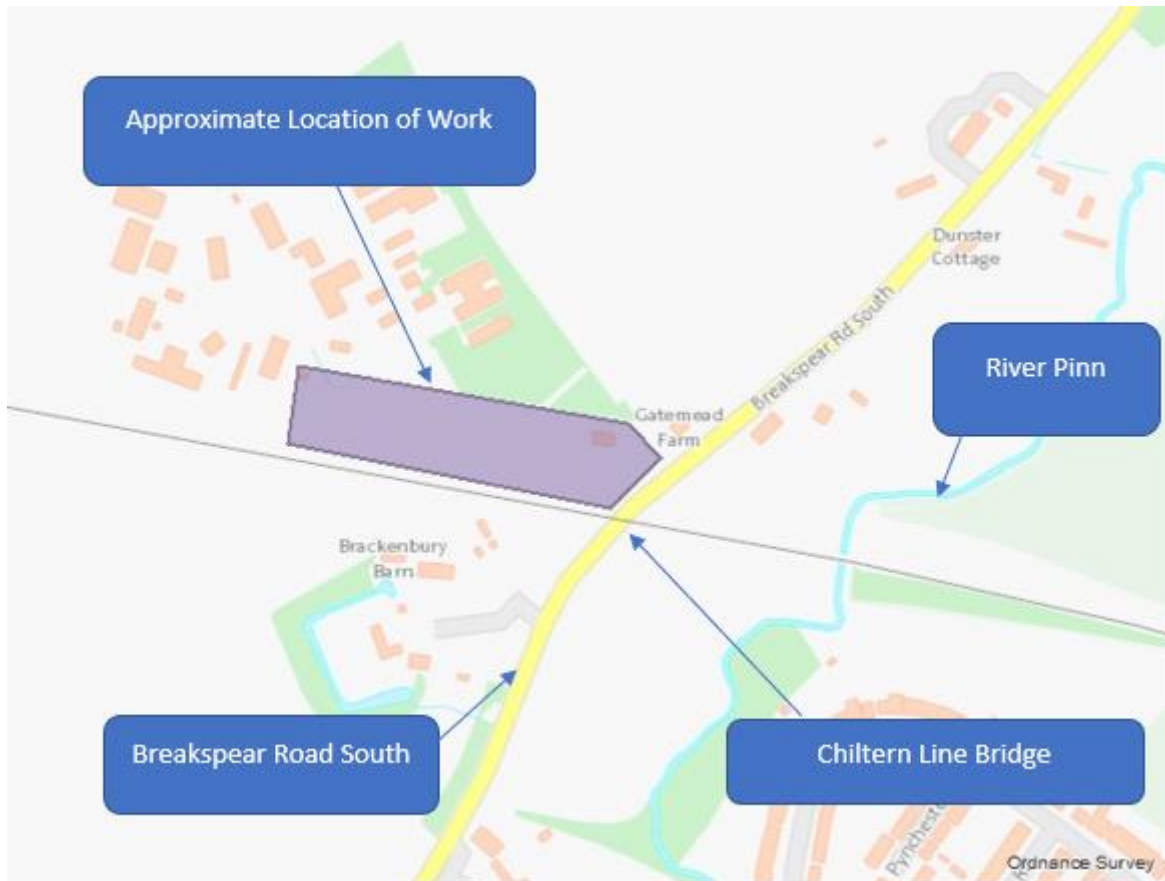 Approximate Location of Work
Dunster
Cottage
Breakspear Rd South
River Pinn
Gatemead
Farm
Brackenbury
Barn
Breakspear Road South
Chiltern Line Bridge
Ordnance Survey